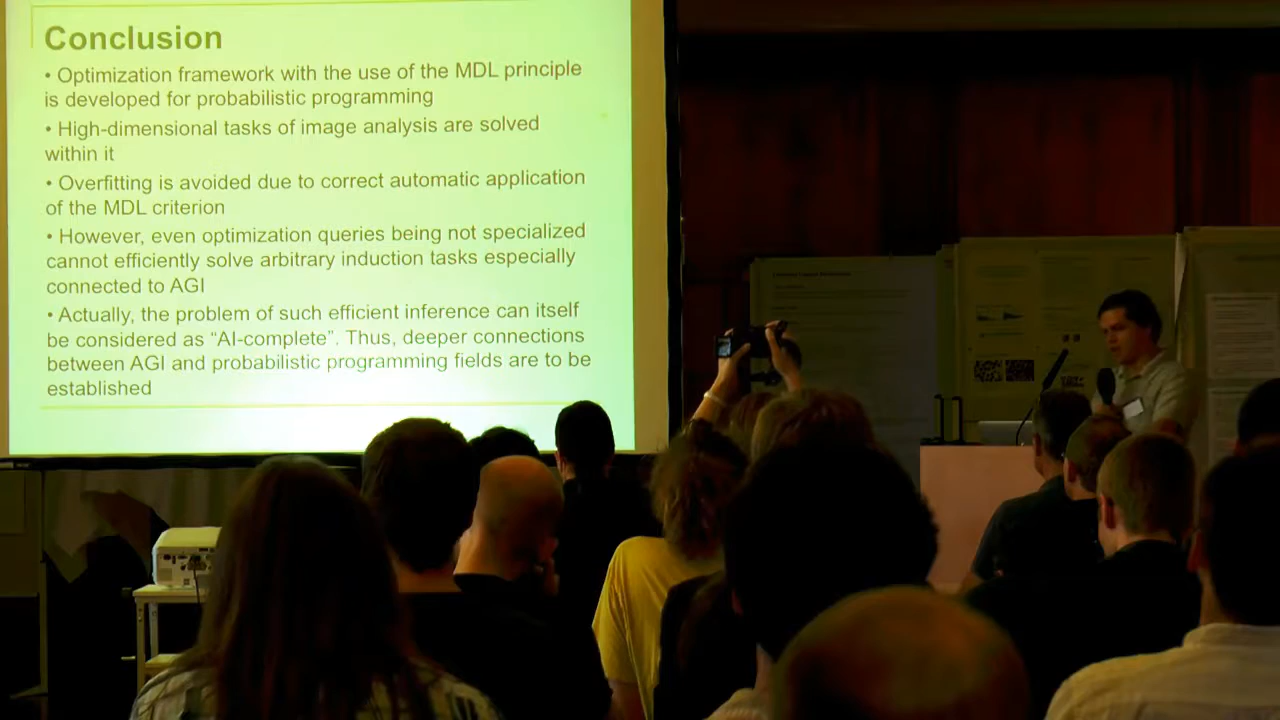 Conclusion
• Optimization framework with the use of the MDL principle
is developed for probabilistic programming
• High-dimensional tasks of image analysis are solved
within it
• Overfitting is avoided due to correct automatic application
of the MDL criterion
• However, even optimization queries being not specialized
cannot efficiently solve arbitrary induction tasks especially
connected to AGI
• Actually, the problem of such efficient inference can itself
be considered as “AI-complete”. Thus, deeper connections
between AGI and probabilistic programming fields are to be
established